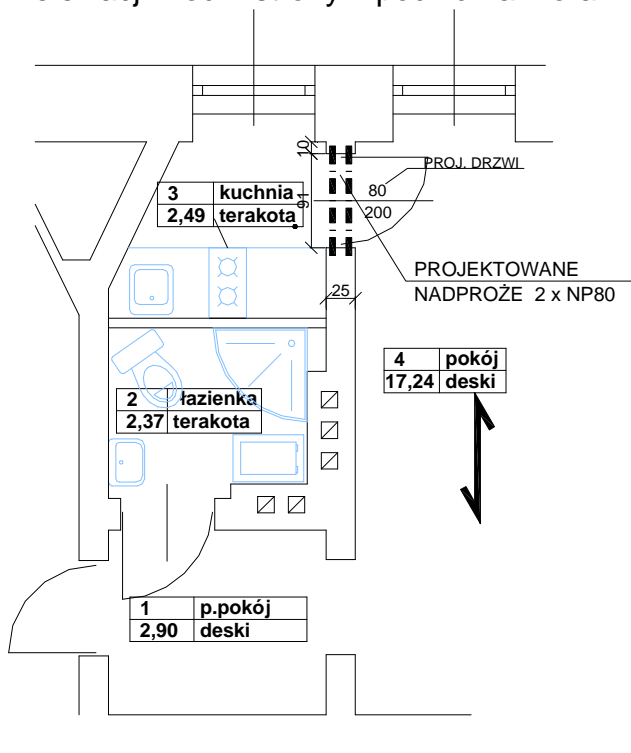 10
PROJ. DRZWI
3 kuchnia
2,49 terakota
91
80
200
PROJEKTOWANE
NADPROŻE 2 x NP80
25
4 pokój
17,24 deski
2 łazienka
2,37 terakota
1 p.pokój
2,90 deski